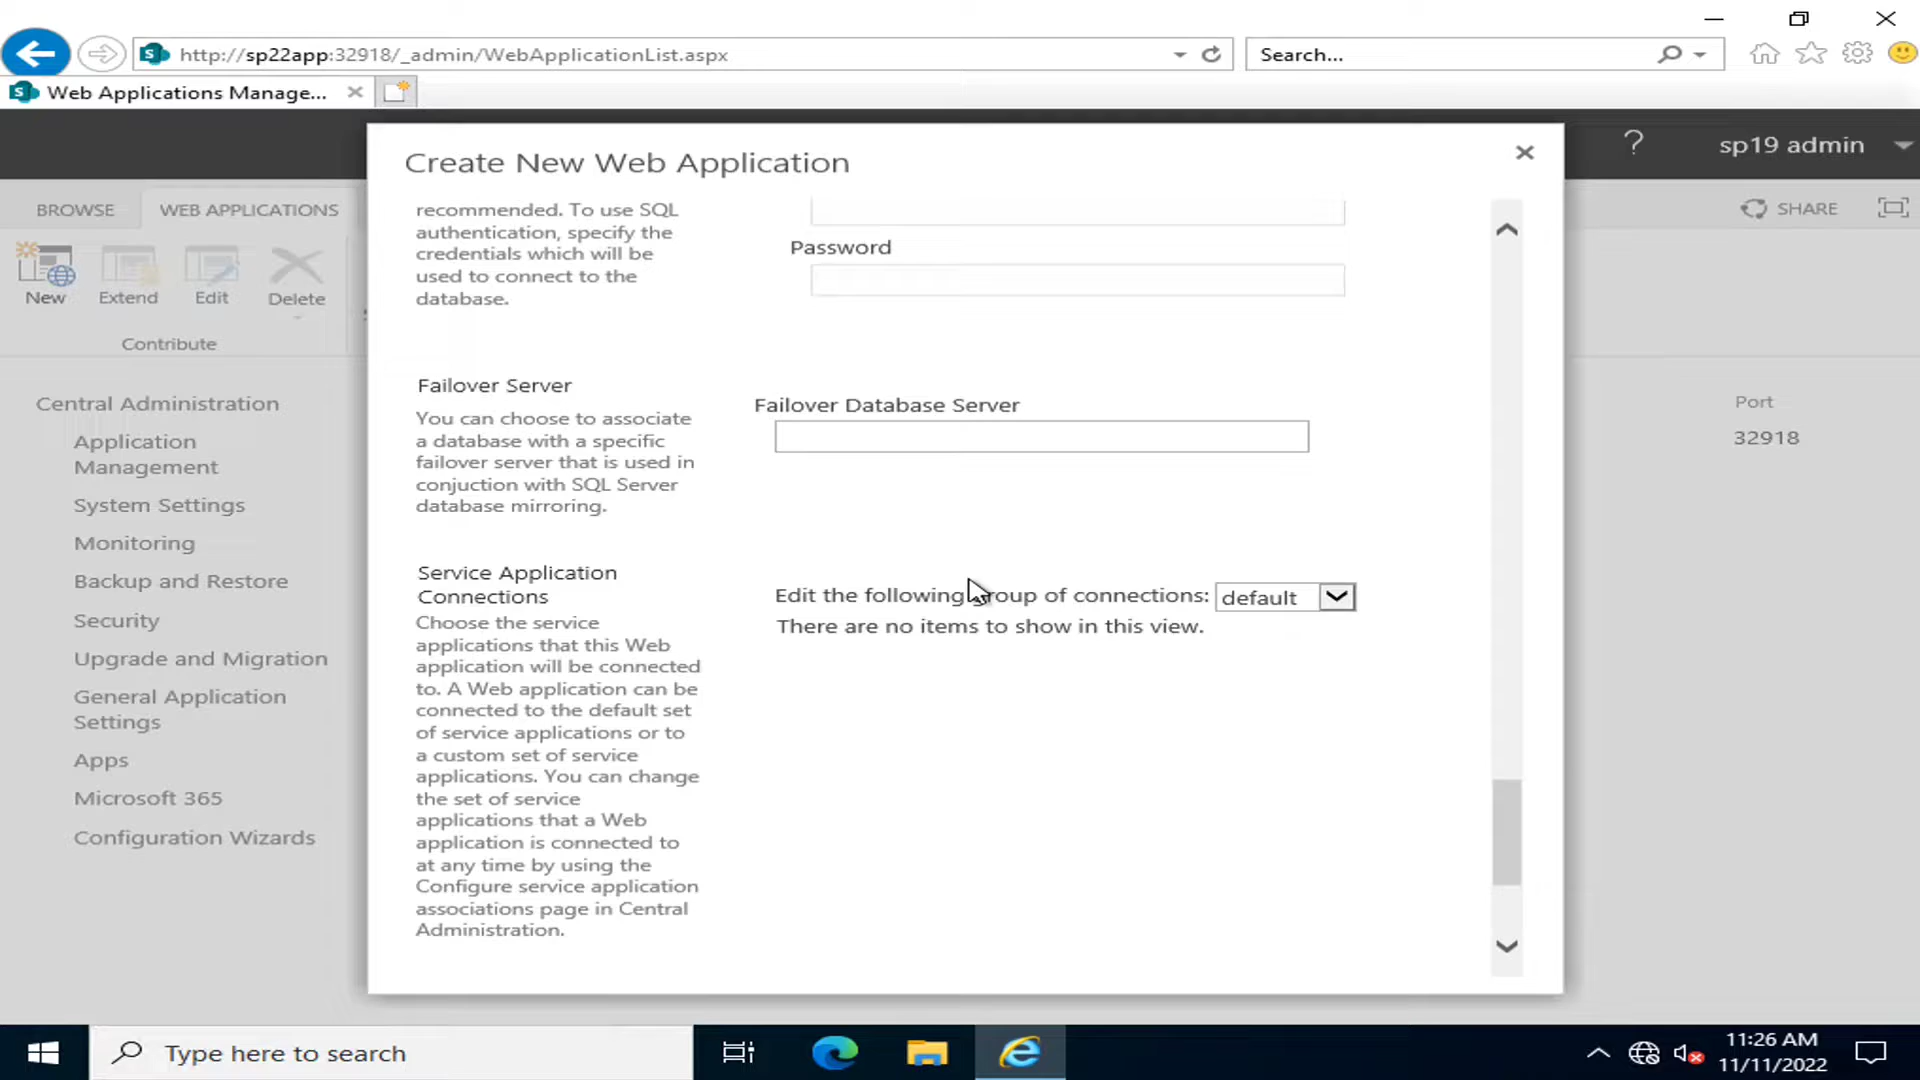 http://sp22app:32918/_admin/WebApplicationList.aspx
Search...
Web Applications Manage...
sp19 admin
BROWSE
WEB APPLICATIONS
SHARE
New
Extend
Edit
Delete
Contribute
Central Administration
Application
Management
System Settings
Monitoring
Backup and Restore
Security
Upgrade and Migration
General Application
Settings
Apps
Microsoft 365
Configuration Wizards
Create New Web Application
recommended. To use SQL
authentication, specify the
credentials which will be
used to connect to the
database.
Password
Failover Server
You can choose to associate
a database with a specific
failover server that is used in
conjuction with SQL Server
database mirroring.
Failover Database Server
Service Application
Connections
Choose the service
applications that this Web
application will be connected
to. A Web application can be
connected to the default set
of service applications or to
a custom set of service
applications. You can change
the set of service
applications that a Web
application is connected to
at any time by using the
Configure service application
associations page in Central
Administration.
Edit the following group of connections: default
There are no items to show in this view.
Port
32918
Type here to search
11:26 AM
11/11/2022